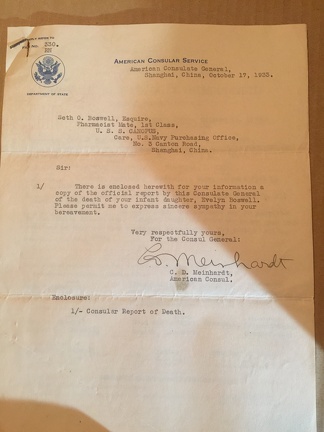 FILE NO. 330.
AMERICAN CONSULAR SERVICE
American Consulate General,
Shanghai, China, October 17, 1933.
DEPARTMENT OF STATE
Seth O. Boswell, Esquire,
Pharmacist Mate, 1st Class,
U. S. S. CANOPUS,
Care, U.S.Navy Purchasing Office,
No. 3 Canton Road,
Shanghai, China.
Sir:
1/ There is enclosed herewith for your information a
copy of the official report by this Consulate General
of the death of your infant daughter, Evelyn Boswell.
Please permit me to express sincere sympathy in your
bereavement.
Very respectfully yours,
For the Consul General:
C. D. Meinhardt
C. D. Meinhardt,
American Consul.
Enclosure:
1/- Consular Report of Death.